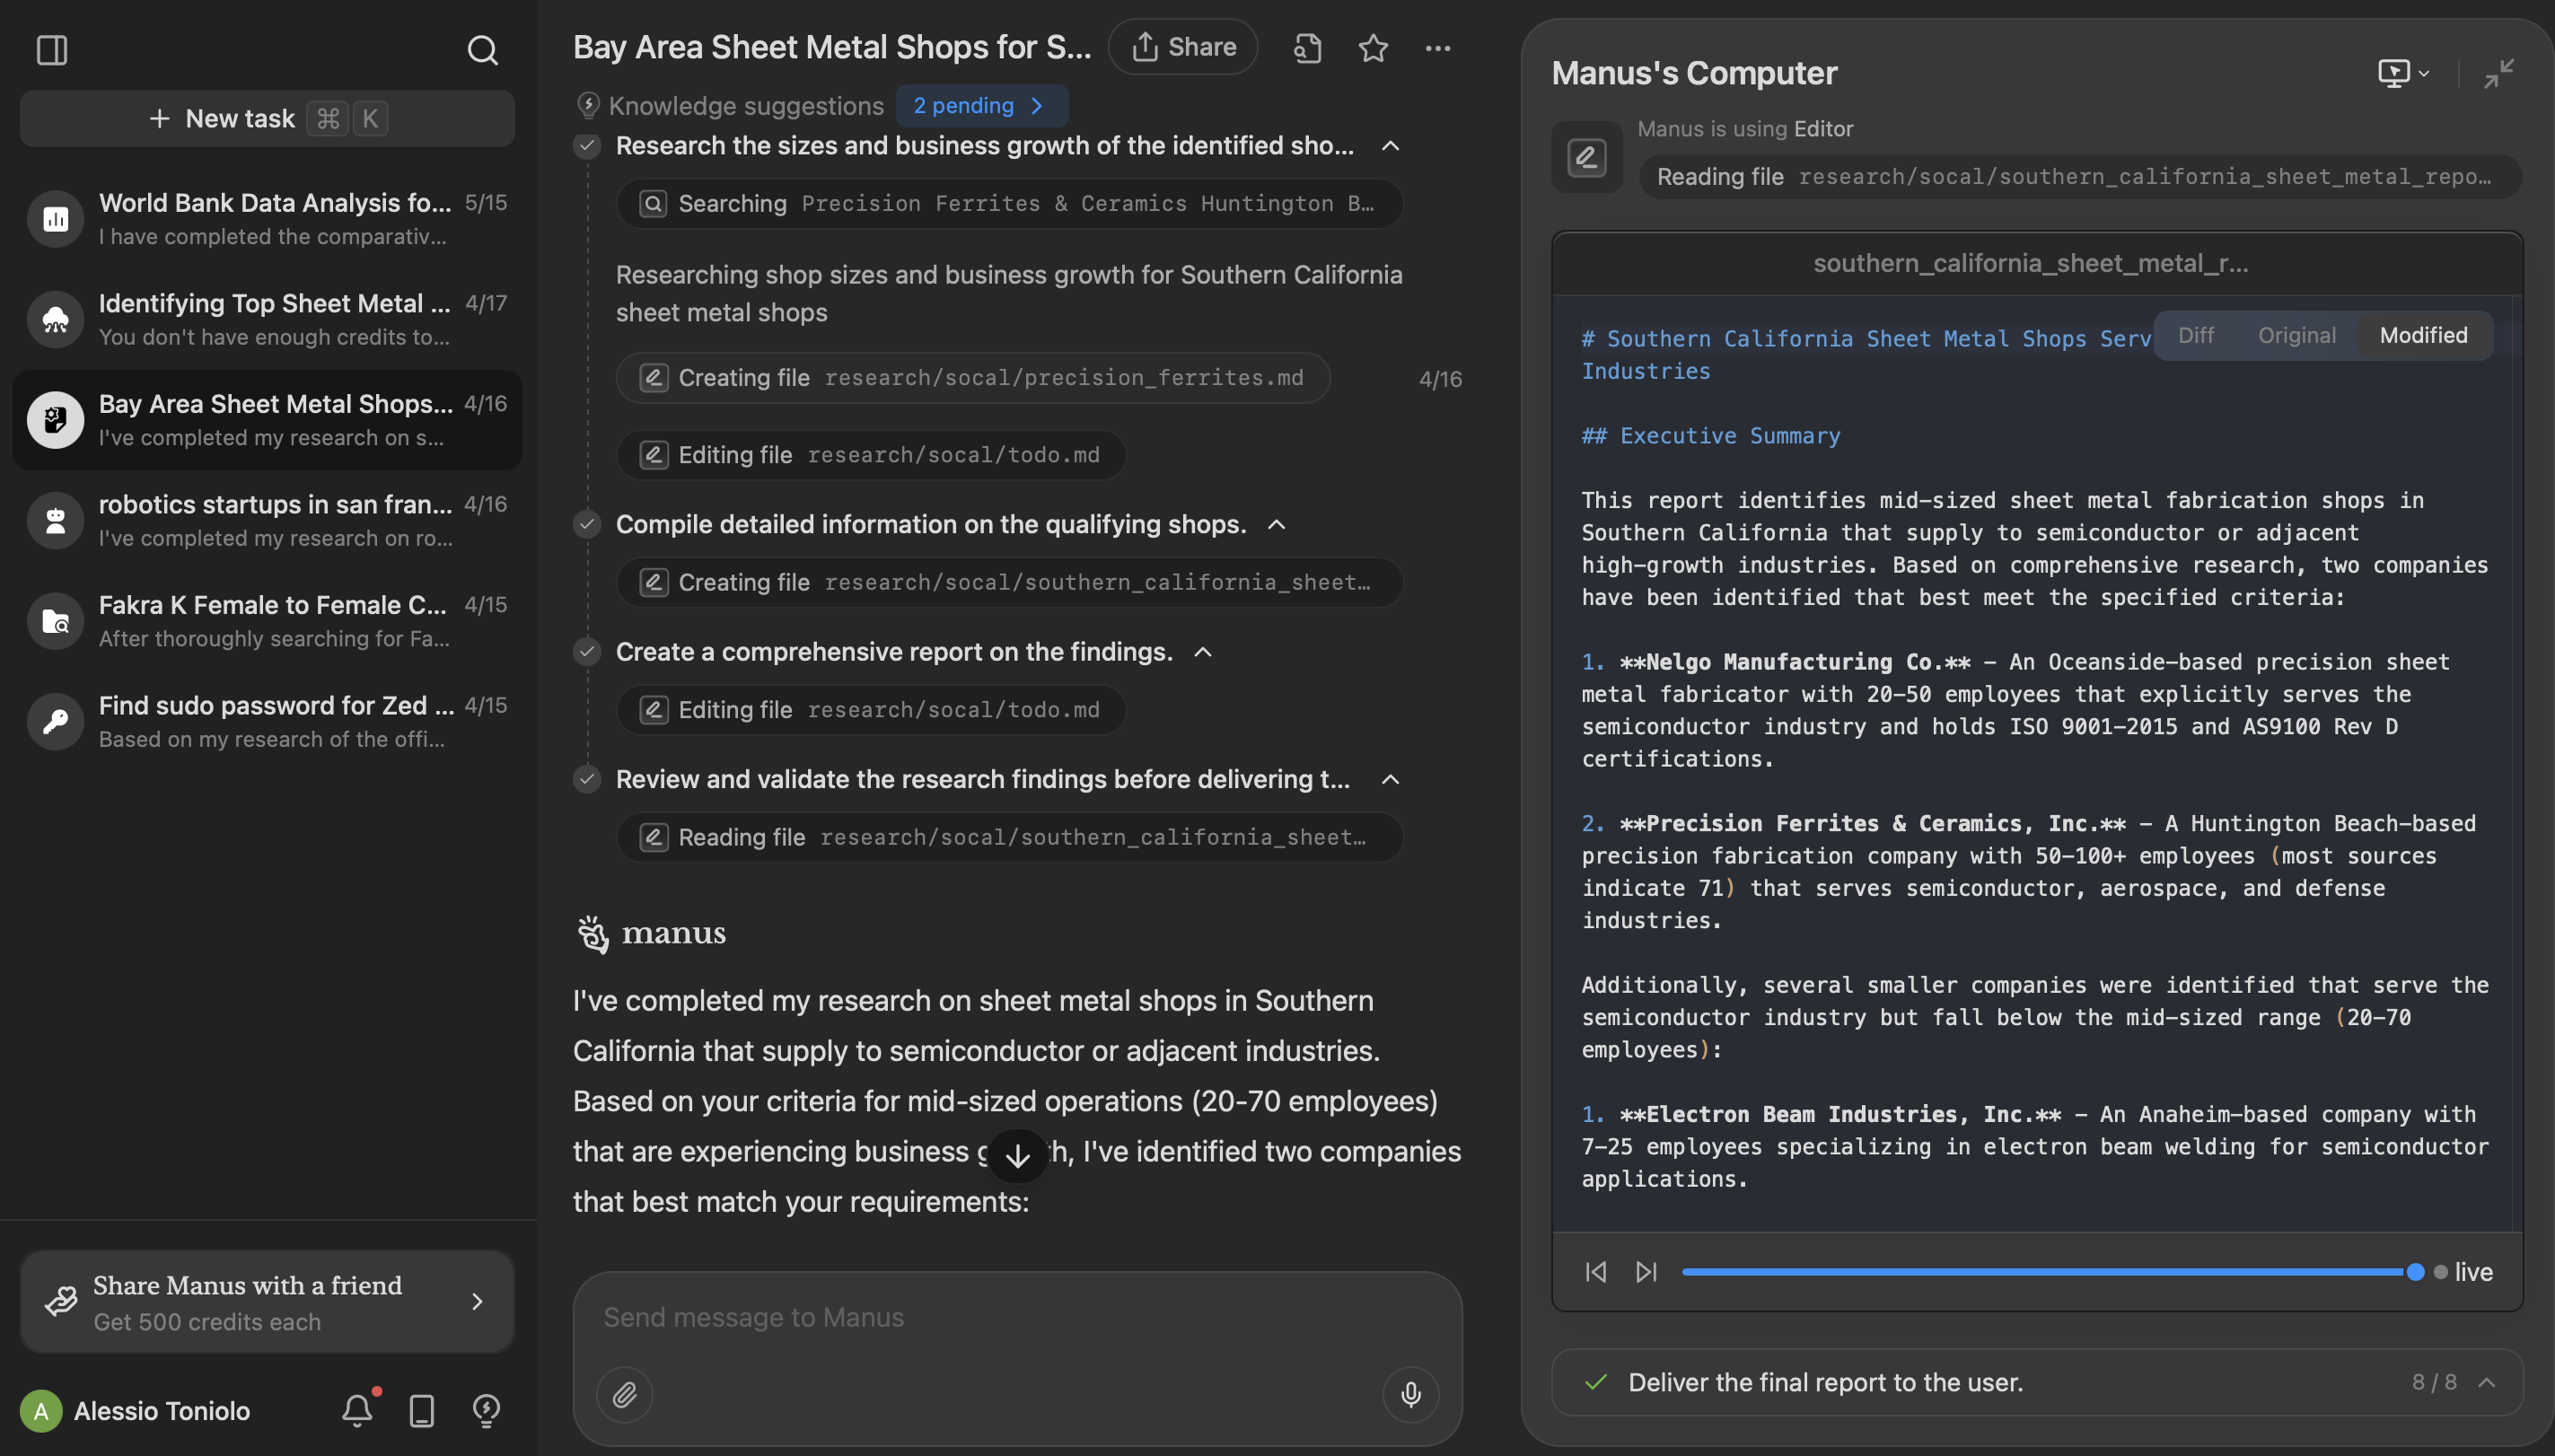 + New task ⌘ K
World Bank Data Analysis fo... 5/15
I have completed the comparativ...
Identifying Top Sheet Metal ... 4/17
You don't have enough credits to...
Bay Area Sheet Metal Shops... 4/16
I've completed my research on s...
robotics startups in san fran... 4/16
I've completed my research on ro...
Fakra K Female to Female C... 4/15
After thoroughly searching for Fa...
Find sudo password for Zed ... 4/15
Based on my research of the offi...
Share Manus with a friend
Get 500 credits each
A Alessio Toniolo
Bay Area Sheet Metal Shops for S... Share
Knowledge suggestions 2 pending
Research the sizes and business growth of the identified sho...
Searching Precision Ferrites & Ceramics Huntington B…
Researching shop sizes and business growth for Southern California
sheet metal shops
Creating file research/socal/precision_ferrites.md 4/16
Editing file research/socal/todo.md
Compile detailed information on the qualifying shops.
Creating file research/socal/southern_california_sheet…
Create a comprehensive report on the findings.
Editing file research/socal/todo.md
Review and validate the research findings before delivering t...
Reading file research/socal/southern_california_sheet…
manus
I've completed my research on sheet metal shops in Southern
California that supply to semiconductor or adjacent industries.
Based on your criteria for mid-sized operations (20-70 employees)
that are experiencing business g th, I've identified two companies
that best match your requirements:
Send message to Manus
Manus's Computer
Manus is using Editor
Reading file research/socal/southern_california_sheet_metal_repo…
southern_california_sheet_metal_r...
# Southern California Sheet Metal Shops Serv Diff Original Modified
Industries
## Executive Summary
This report identifies mid-sized sheet metal fabrication shops in
Southern California that supply to semiconductor or adjacent
high-growth industries. Based on comprehensive research, two companies
have been identified that best meet the specified criteria:
1. **Nelgo Manufacturing Co.** - An Oceanside-based precision sheet
metal fabricator with 20-50 employees that explicitly serves the
semiconductor industry and holds ISO 9001-2015 and AS9100 Rev D
certifications.
2. **Precision Ferrites & Ceramics, Inc.** - A Huntington Beach-based
precision fabrication company with 50-100+ employees (most sources
indicate 71) that serves semiconductor, aerospace, and defense
industries.
Additionally, several smaller companies were identified that serve the
semiconductor industry but fall below the mid-sized range (20-70
employees):
1. **Electron Beam Industries, Inc.** - An Anaheim-based company with
7-25 employees specializing in electron beam welding for semiconductor
applications.
live
Deliver the final report to the user. 8 / 8